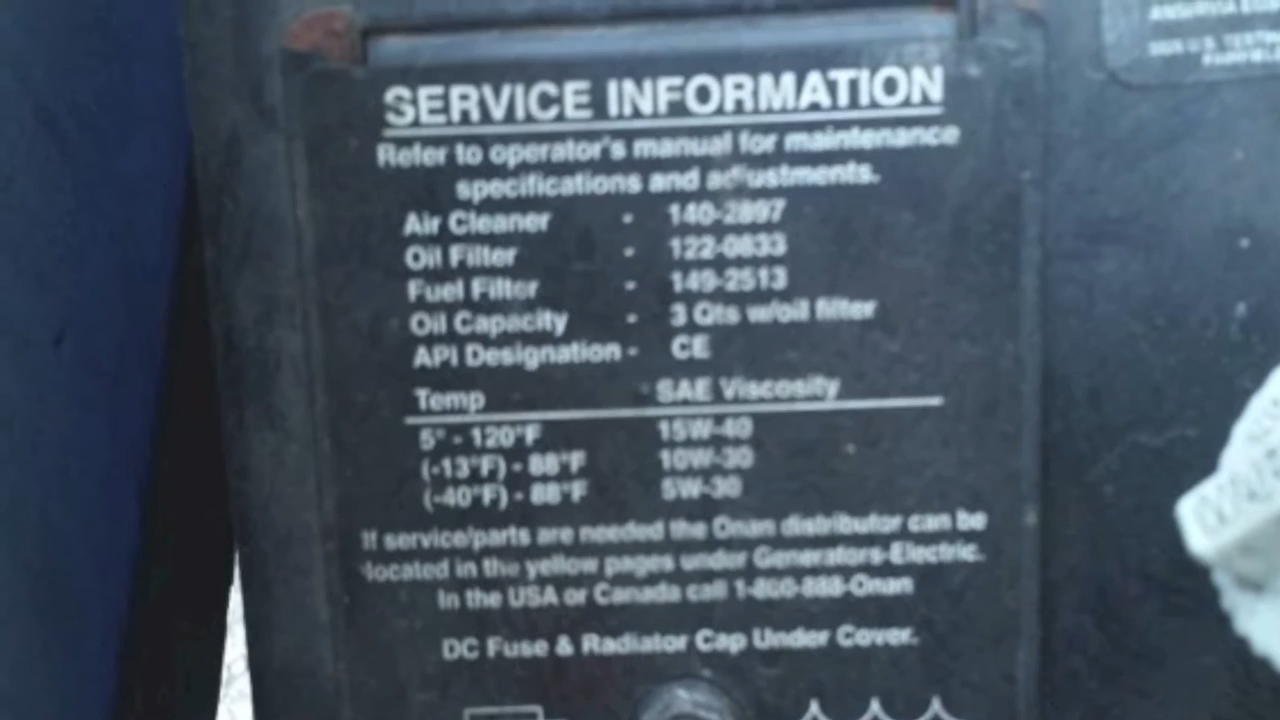 SERVICE INFORMATION
Refer to operator's manual for maintenance
specifications and adjustments.
Air Cleaner - 140-2897
Oil Filter - 122-0833
Fuel Filter - 149-2513
Oil Capacity - 3 Qts w/oil filter
API Designation - CE
Temp SAE Viscosity
5° - 120°F 15W-40
(-13°F) - 88°F 10W-30
(-40°F) - 88°F 5W-30
If service/parts are needed the Onan distributor can be
located in the yellow pages under Generators-Electric.
In the USA or Canada call 1-800-888-Onan
DC Fuse & Radiator Cap Under Cover.